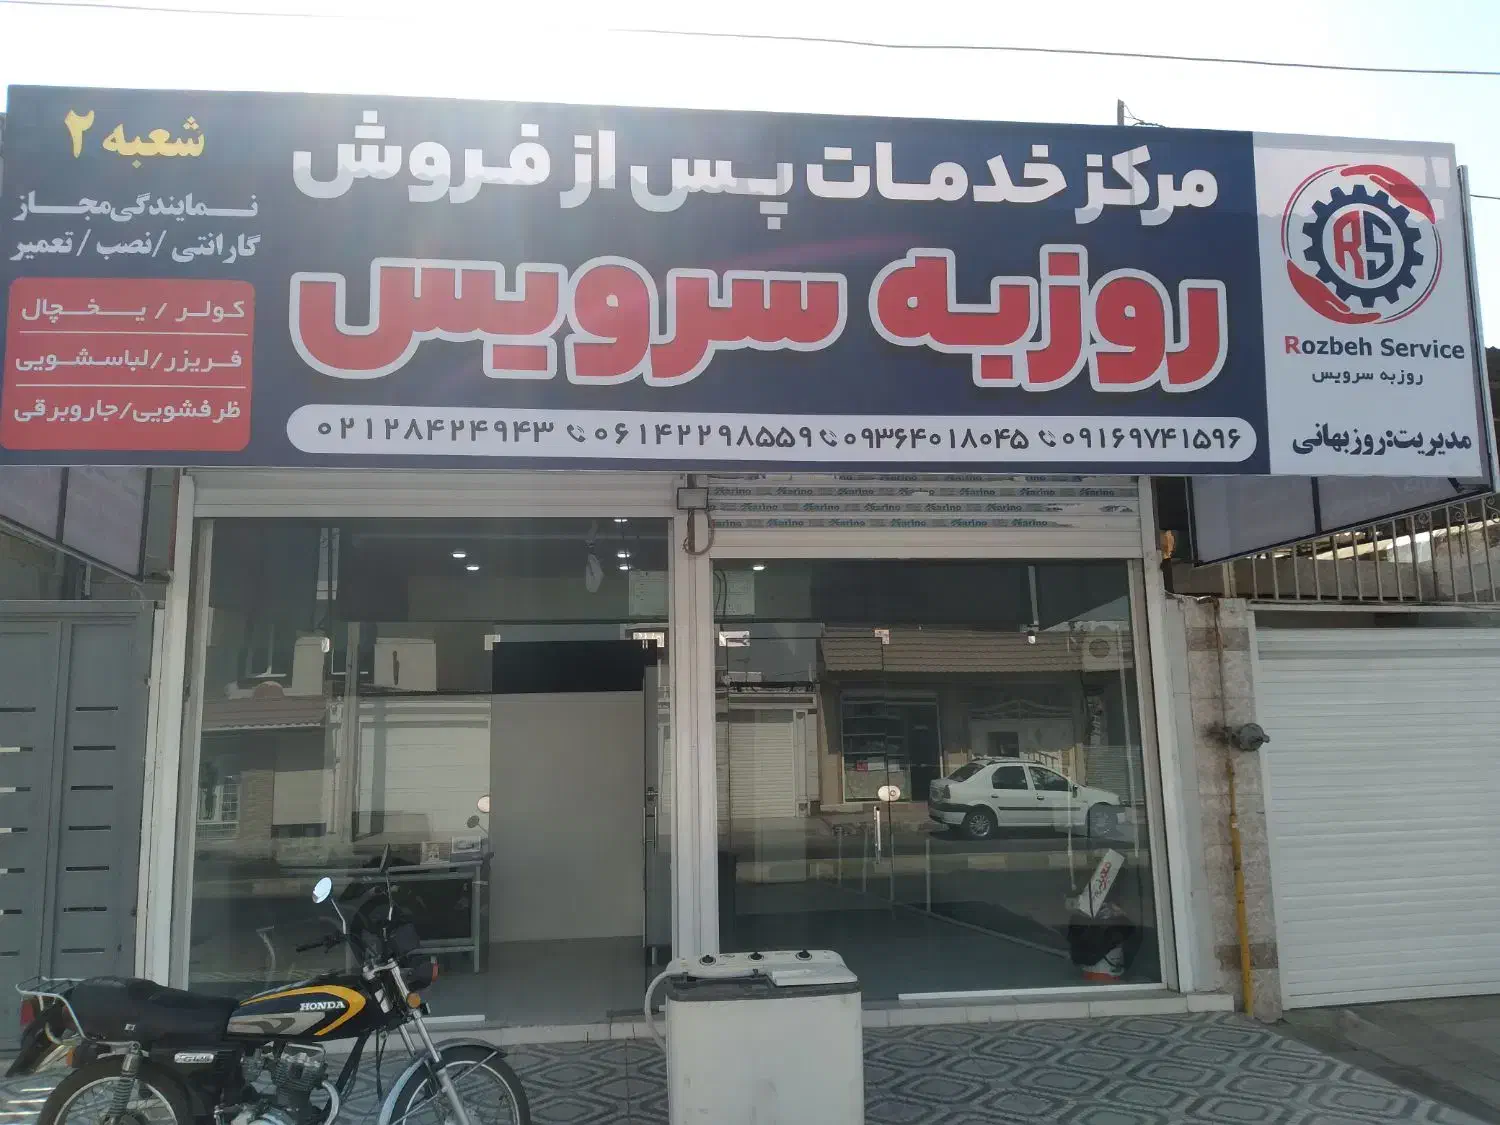 مرکز خدمات پس از فروش
روزبه سرویس
۰۹۱۶۹۷۴۱۵۹۶ ۰۹۳۶۴۰۱۸۰۴۵ ۰۶۱۴۲۲۹۸۵۵۹ ۰۲۱۲۸۴۲۴۹۴۳
RS
Rozbeh Service
روزبه سرویس
مدیریت:روزبهانی
شعبه ۲
نمایندگی مجاز
گارانتی /نصب /تعمیر
کولر / یخچال
فریزر/لباسشویی
ظرفشویی/جاروبرقی
HONDA